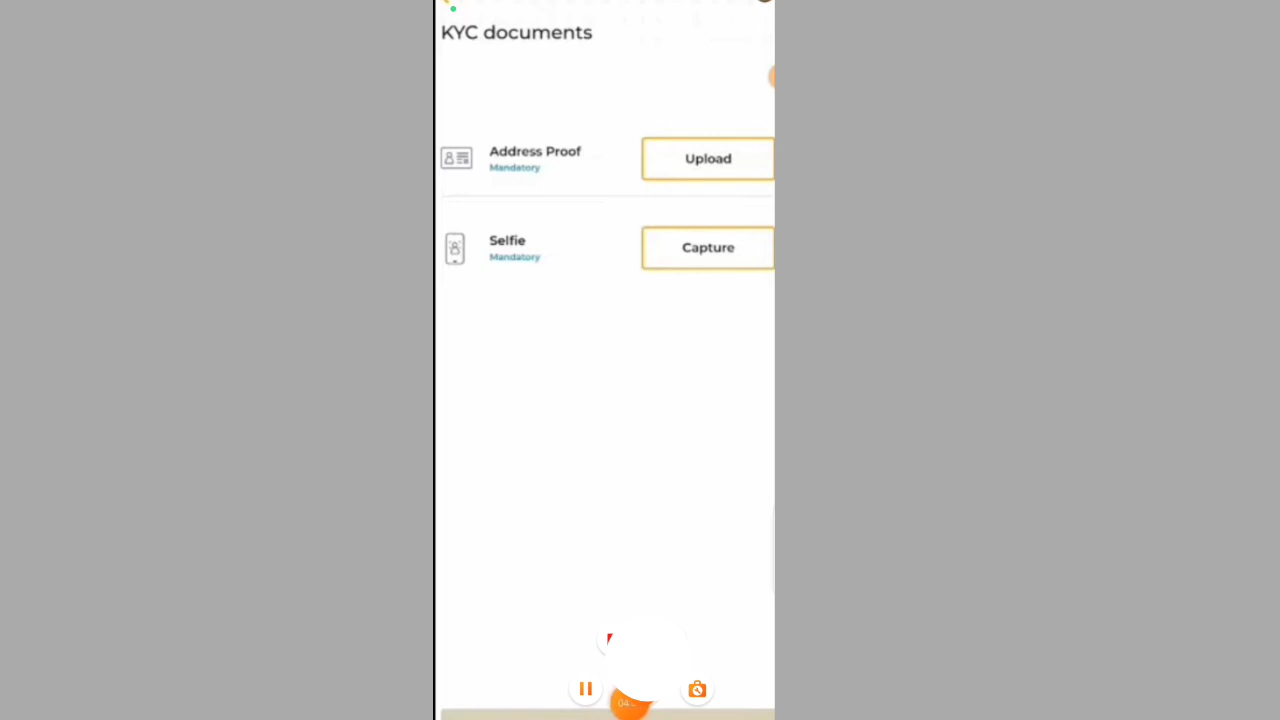 KYC documents
Address Proof
Mandatory
Upload
Selfie
Mandatory
Capture